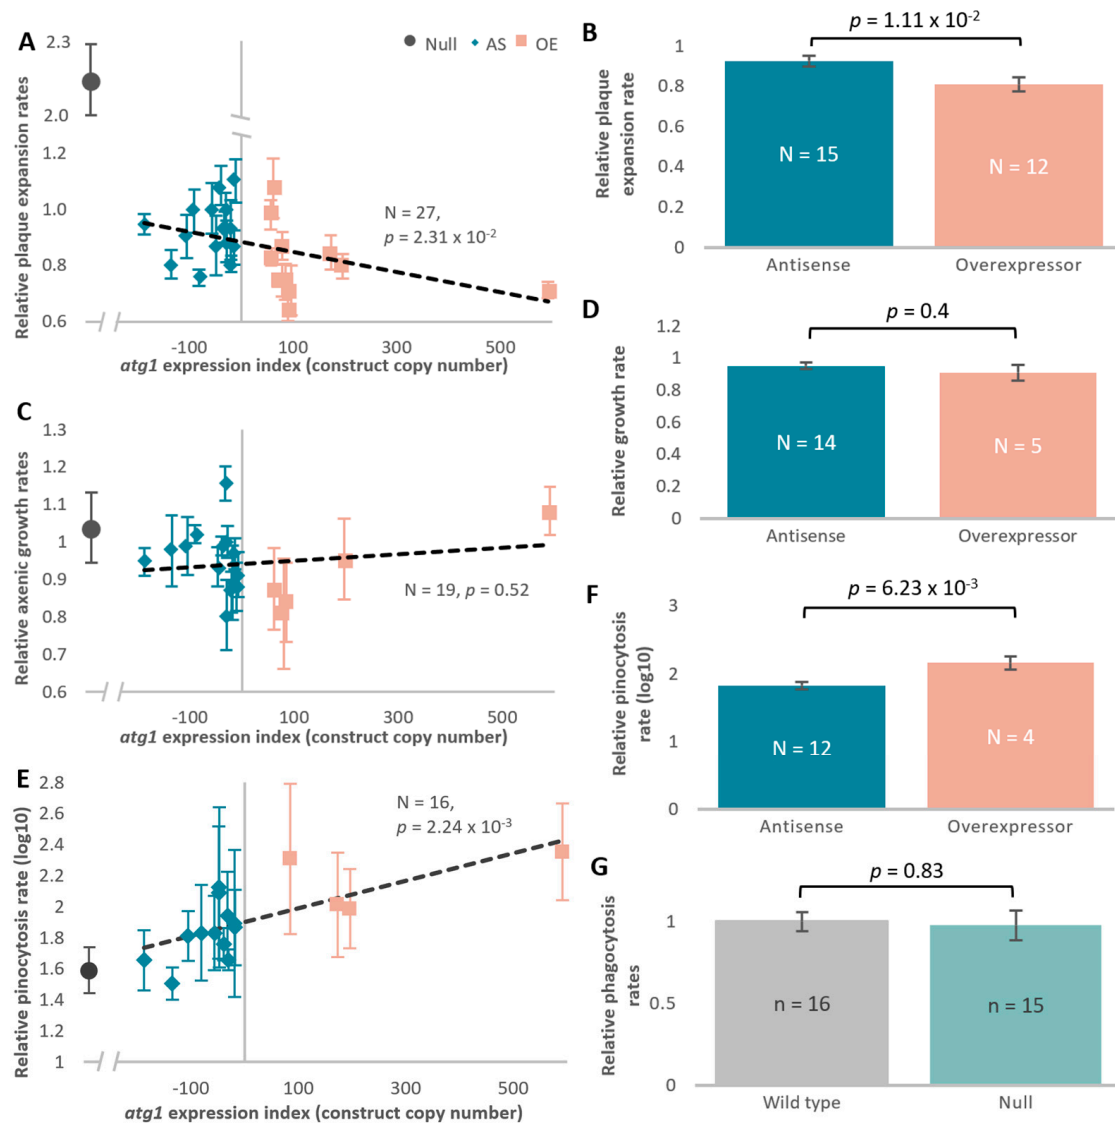 A
Null
AS
OE
Relative plaque expansion rates
2.3
2.0
1.2
1.0
0.8
0.6
N = 27,
p = 2.31 x 10-2
-100
100
300
500
atg1 expression index (construct copy number)
B
p = 1.11 x 10-2
Relative plaque
expansion rate
1
0.8
0.6
0.4
0.2
0
N = 15
N = 12
Antisense
Overexpressor
C
Relative axenic growth rates
1.3
1.2
1.1
1
0.9
0.8
0.7
0.6
N = 19, p = 0.52
-100
100
300
500
atg1 expression index (construct copy number)
D
p = 0.4
Relative growth rate
1.2
1
0.8
0.6
0.4
0.2
0
N = 14
N = 5
Antisense
Overexpressor
E
Relative pinocytosis rate (log10)
2.8
2.6
2.4
2.2
2
1.8
1.6
1.4
1.2
1
N = 16,
p = 2.24 x 10-3
-100
100
300
500
atg1 expression index (construct copy number)
F
p = 6.23 x 10-3
Relative pinocytosis
rate (log10)
3
2
1
0
N = 12
N = 4
Antisense
Overexpressor
G
p = 0.83
Relative phagocytosis
rates
1
0.5
0
n = 16
n = 15
Wild type
Null